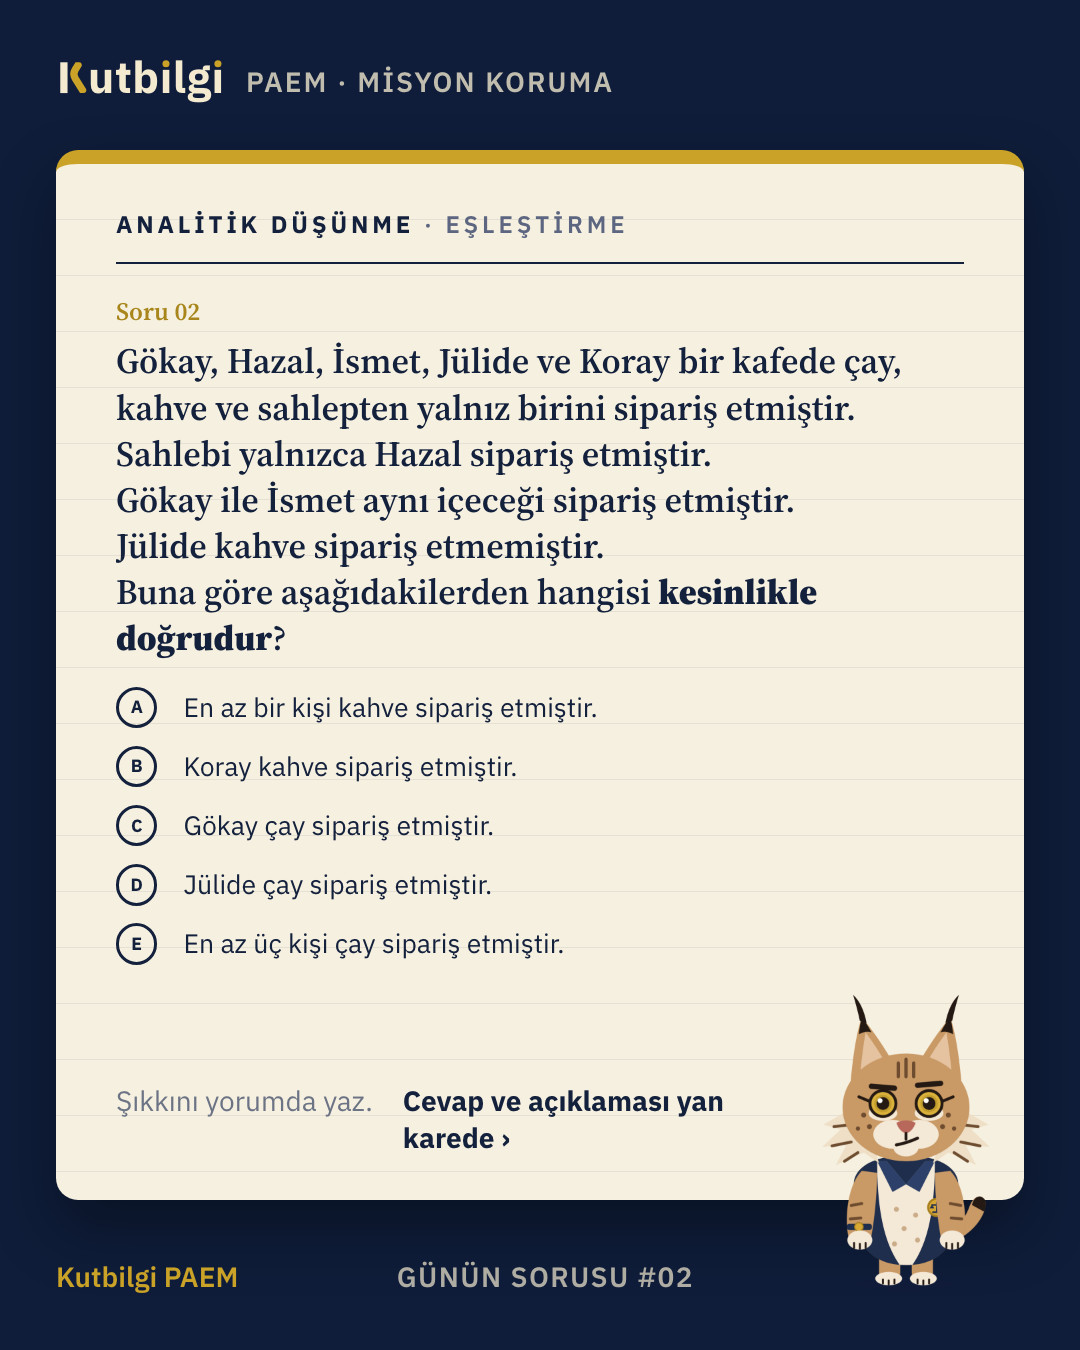 Kutbilgi PAEM · MİSYON KORUMA
ANALİTİK DÜŞÜNME · EŞLEŞTİRME
Soru 02
Gökay, Hazal, İsmet, Jülide ve Koray bir kafede çay,
kahve ve sahlepten yalnız birini sipariş etmiştir.
Sahlebi yalnızca Hazal sipariş etmiştir.
Gökay ile İsmet aynı içeceği sipariş etmiştir.
Jülide kahve sipariş etmemiştir.
Buna göre aşağıdakilerden hangisi kesinlikle
doğrudur?
A En az bir kişi kahve sipariş etmiştir.
B Koray kahve sipariş etmiştir.
C Gökay çay sipariş etmiştir.
D Jülide çay sipariş etmiştir.
E En az üç kişi çay sipariş etmiştir.
Şıkkını yorumda yaz. Cevap ve açıklaması yan
karede ›
Kutbilgi PAEM GÜNÜN SORUSU #02